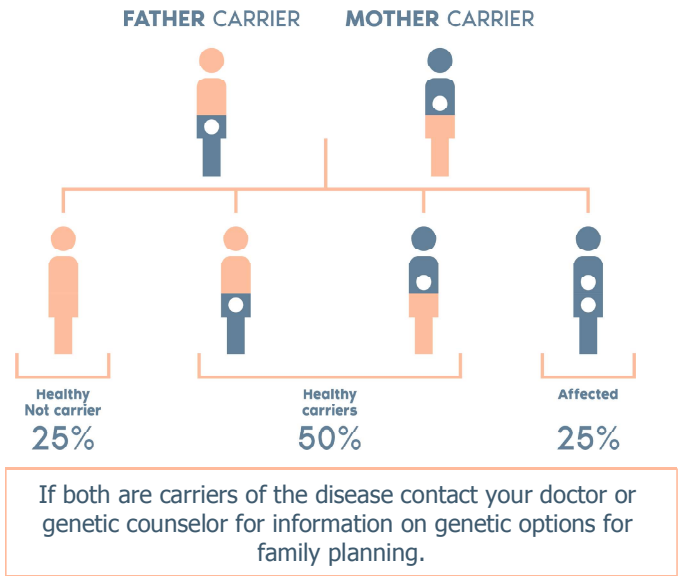 FATHER CARRIER
MOTHER CARRIER
Healthy
Not carrier
25%
Healthy
carriers
50%
Affected
25%
If both are carriers of the disease contact your doctor or
genetic counselor for information on genetic options for
family planning.